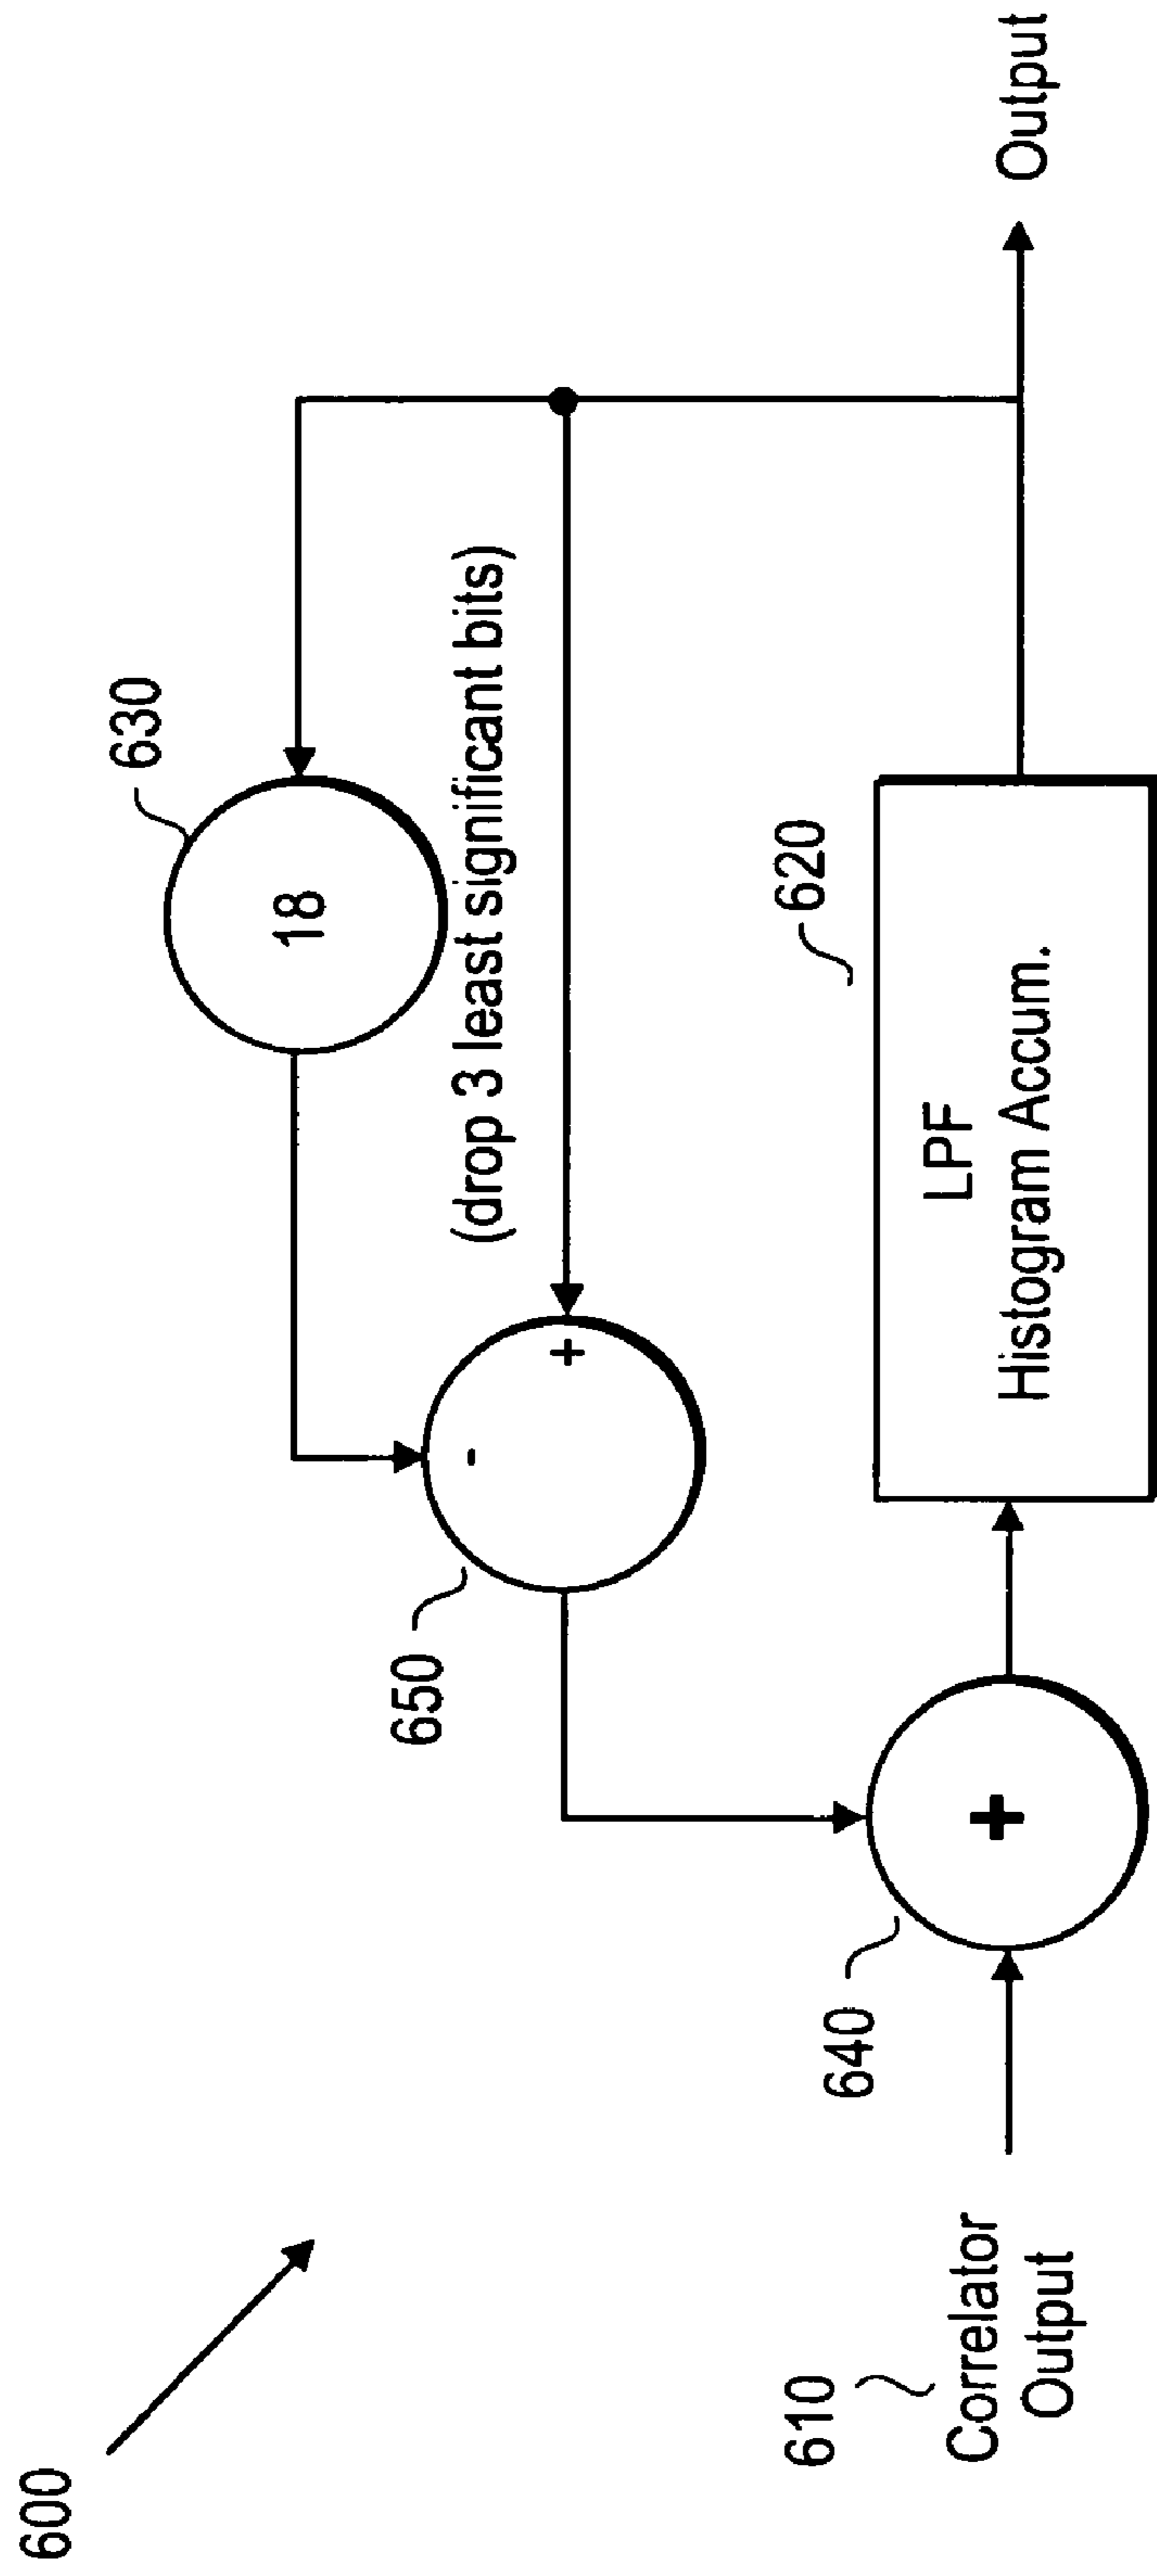 600
630
18
(drop 3 least significant bits)
650
-
+
620
LPF
Histogram Accum.
640
+
610
Correlator
Output
Output